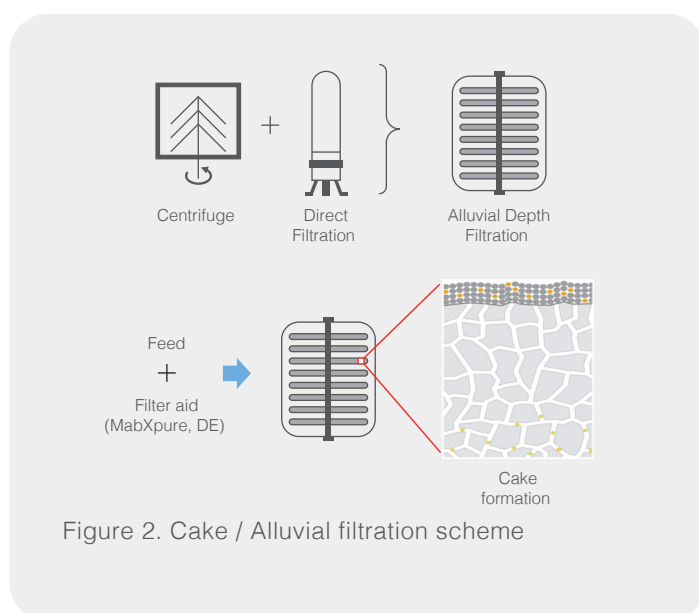 Centrifuge
+
Direct
Filtration
Alluvial Depth
Filtration
Feed
+
Filter aid
(MabXpure, DE)
Cake
formation
Figure 2. Cake / Alluvial filtration scheme